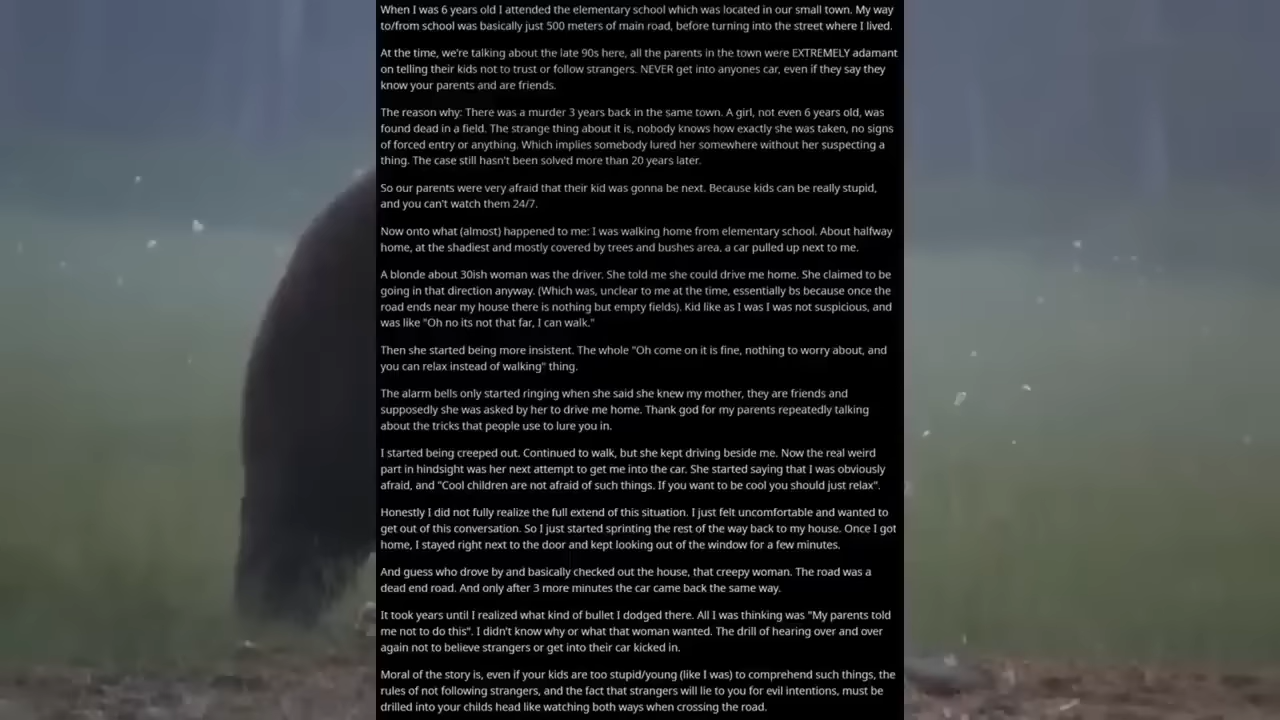 When I was 6 years old I attended the elementary school which was located in our small town. My way
to/from school was basically just 500 meters of main road, before turning into the street where I lived.
At the time, we're talking about the late 90s here, all the parents in the town were EXTREMELY adamant
on telling their kids not to trust or follow strangers. NEVER get into anyones car, even if they say they
know your parents and are friends.
The reason why: There was a murder 3 years back in the same town. A girl, not even 6 years old, was
found dead in a field. The strange thing about it is, nobody knows how exactly she was taken, no signs
of forced entry or anything. Which implies somebody lured her somewhere without her suspecting a
thing. The case still hasn't been solved more than 20 years later.
So our parents were very afraid that their kid was gonna be next. Because kids can be really stupid,
and you can't watch them 24/7.
Now onto what (almost) happened to me: I was walking home from elementary school. About halfway
home, at the shadiest and mostly covered by trees and bushes area, a car pulled up next to me.
A blonde about 30ish woman was the driver. She told me she could drive me home. She claimed to be
going in that direction anyway. (Which was, unclear to me at the time, essentially bs because once the
road ends near my house there is nothing but empty fields). Kid like as I was I was not suspicious, and
was like "Oh no its not that far, I can walk."
Then she started being more insistent. The whole "Oh come on it is fine, nothing to worry about, and
you can relax instead of walking" thing.
The alarm bells only started ringing when she said she knew my mother, they are friends and
supposedly she was asked by her to drive me home. Thank god for my parents repeatedly talking
about the tricks that people use to lure you in.
I started being creeped out. Continued to walk, but she kept driving beside me. Now the real weird
part in hindsight was her next attempt to get me into the car. She started saying that I was obviously
afraid, and "Cool children are not afraid of such things. If you want to be cool you should just relax".
Honestly I did not fully realize the full extend of this situation. I just felt uncomfortable and wanted to
get out of this conversation. So I just started sprinting the rest of the way back to my house. Once I got
home, I stayed right next to the door and kept looking out of the window for a few minutes.
And guess who drove by and basically checked out the house, that creepy woman. The road was a
dead end road. And only after 3 more minutes the car came back the same way.
It took years until I realized what kind of bullet I dodged there. All I was thinking was "My parents told
me not to do this". I didn't know why or what that woman wanted. The drill of hearing over and over
again not to believe strangers or get into their car kicked in.
Moral of the story is, even if your kids are too stupid/young (like I was) to comprehend such things, the
rules of not following strangers, and the fact that strangers will lie to you for evil intentions, must be
drilled into your childs head like watching both ways when crossing the road.